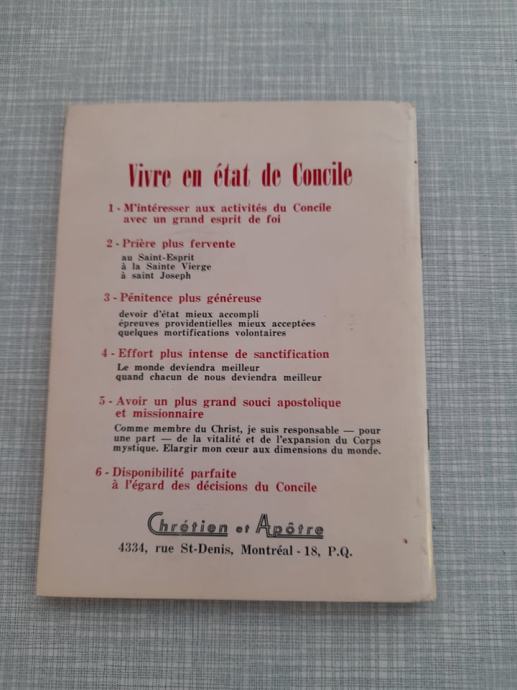 Vivre en état de Concile
1 - M'intéresser aux activités du Concile
avec un grand esprit de foi
2 - Prière plus fervente
au Saint-Esprit
à la Sainte Vierge
à saint Joseph
3 - Pénitence plus généreuse
devoir d'état mieux accompli
épreuves providentielles mieux acceptées
quelques mortifications volontaires
4 - Effort plus intense de sanctification
Le monde deviendra meilleur
quand chacun de nous deviendra meilleur
5 - Avoir un plus grand souci apostolique
et missionnaire
Comme membre du Christ, je suis responsable — pour
une part — de la vitalité et de l'expansion du Corps
mystique. Elargir mon cœur aux dimensions du monde.
6 - Disponibilité parfaite
à l'égard des décisions du Concile
Chrétien et Apôtre
4334, rue St-Denis, Montréal - 18, P.Q.